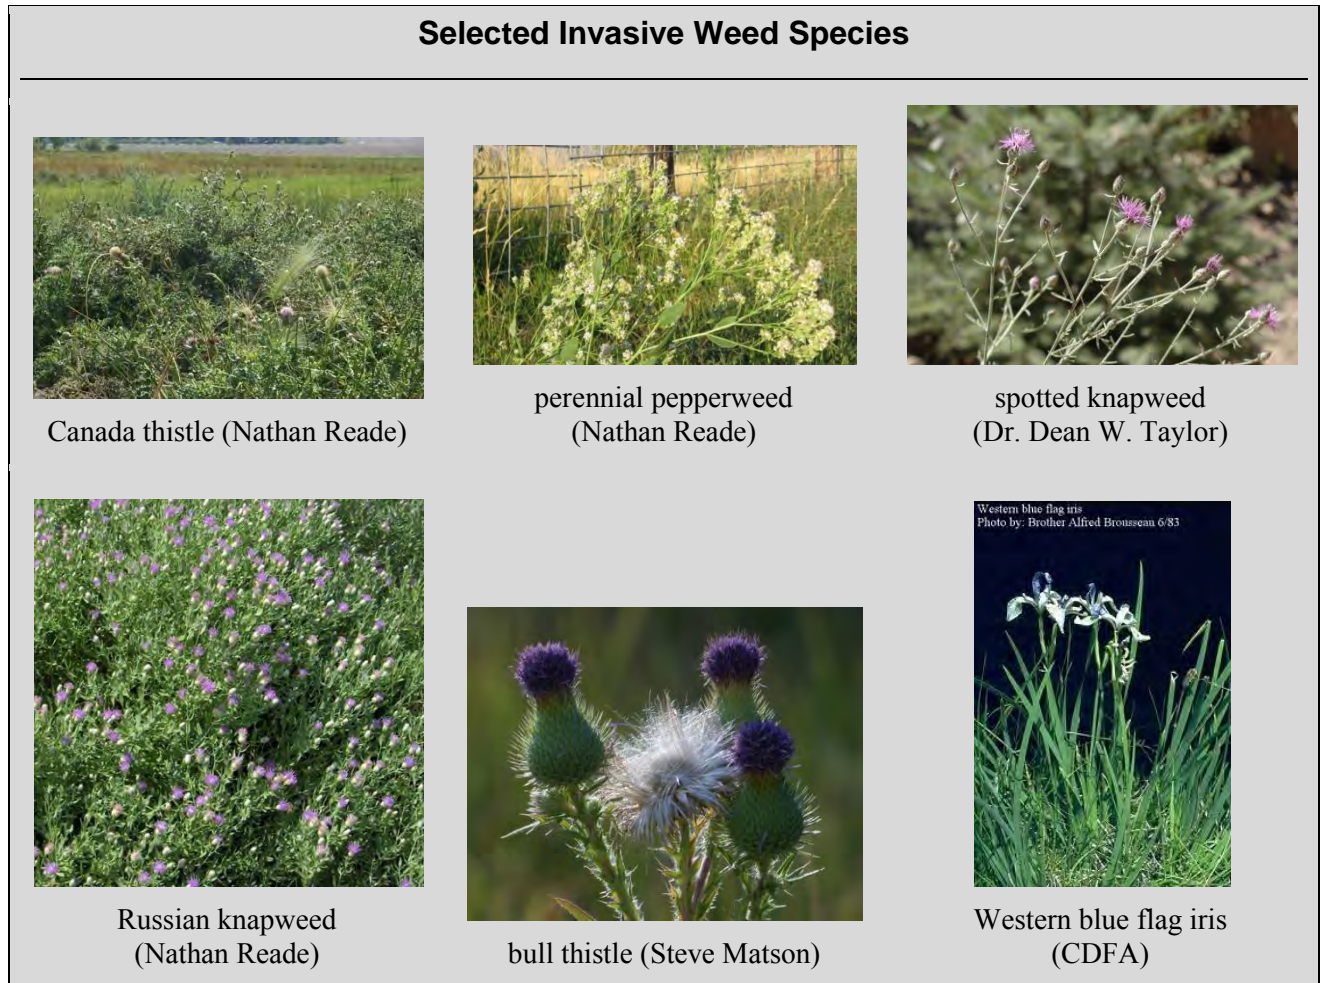 Selected Invasive Weed Species
Canada thistle (Nathan Reade)
perennial pepperweed
(Nathan Reade)
spotted knapweed
(Dr. Dean W. Taylor)
Western blue flag iris
Photo by: Brother Alfred Brousseau 6/83
Russian knapweed
(Nathan Reade)
bull thistle (Steve Matson)
Western blue flag iris
(CDFA)